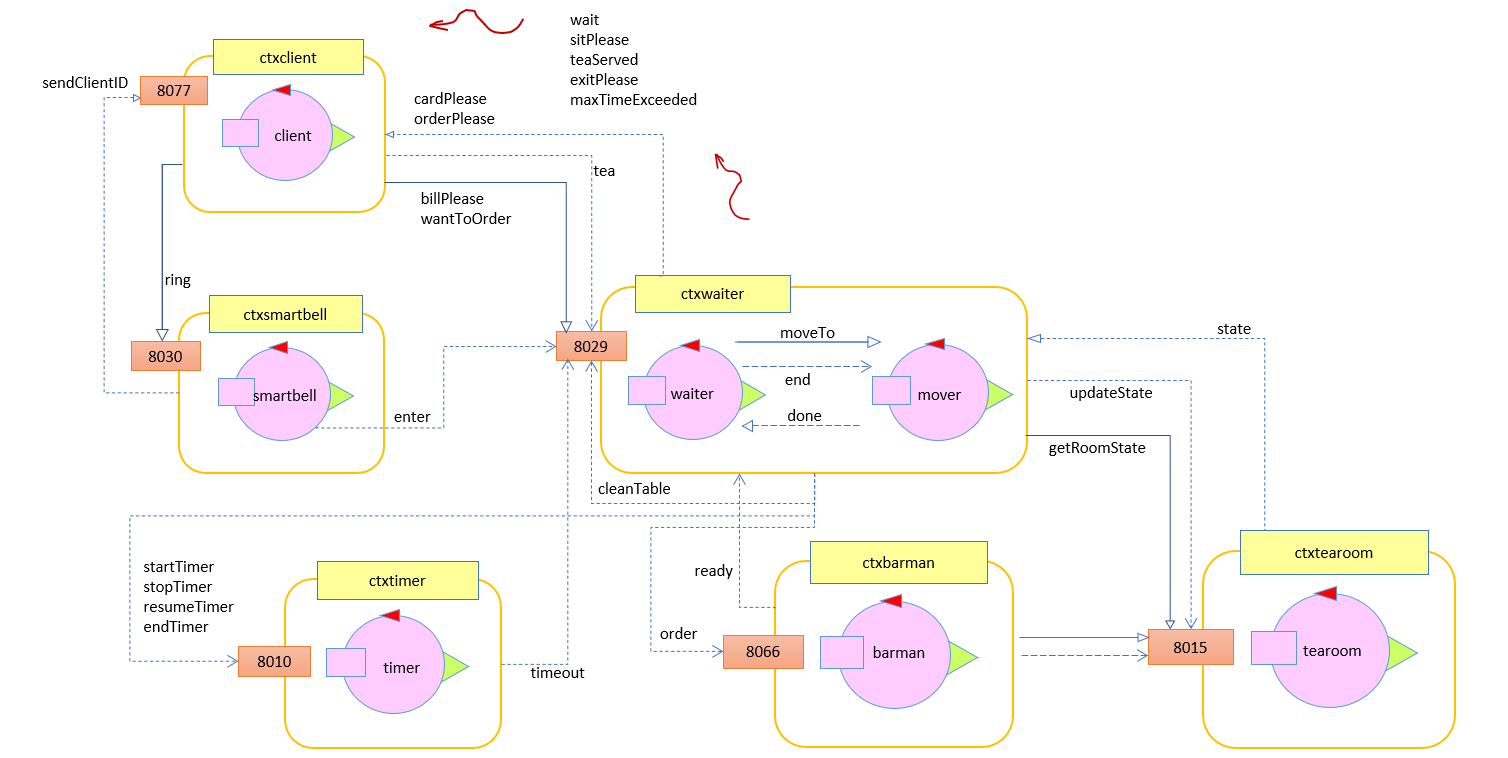 wait
sitPlease
teaServed
exitPlease
maxTimeExceeded
ctxclient
sendClientID
8077
cardPlease
orderPlease
client
tea
billPlease
wantToOrder
ring
ctxsmartbell
ctxwaiter
8030
8029
moveTo
state
smartbell
waiter
end
mover
updateState
enter
done
getRoomState
cleanTable
startTimer
stopTimer
resumeTimer
endTimer
ctxtimer
ready
ctxbarman
ctxtearoom
order
8010
timer
timeout
8066
barman
8015
tearoom